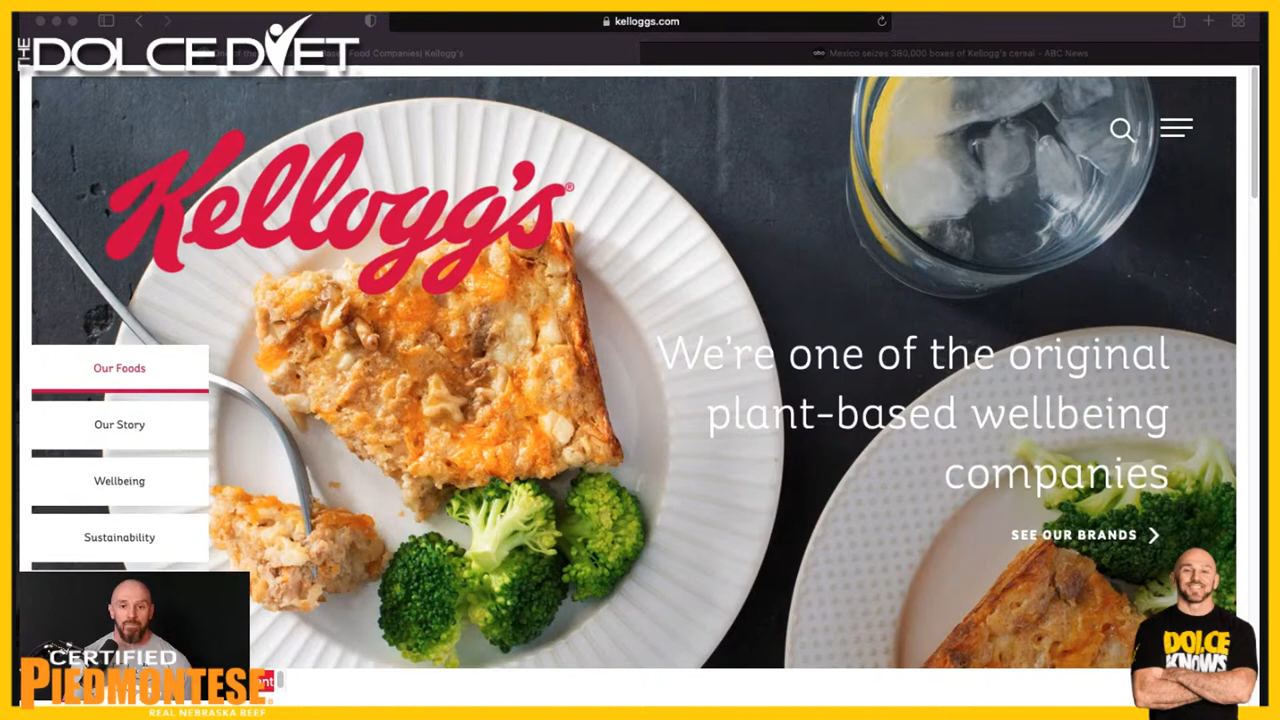 THE
DOLCE DIET
kelloggs.com
Food Companies| Kellogg's
Mexico seizes 380,000 boxes of Kellogg's cereal - ABC News
Kellogg's®
We're one of the original
plant-based wellbeing
companies
SEE OUR BRANDS
Our Foods
Our Story
Wellbeing
Sustainability
CERTIFIED
PIEDMONTESE
REAL NEBRASKA BEEF
DOLCE
KNOWS